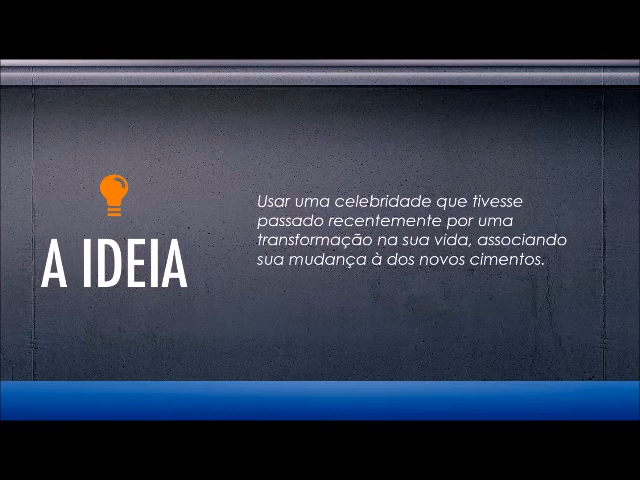 A IDEIA
Usar uma celebridade que tivesse
passado recentemente por uma
transformação na sua vida, associando
sua mudança à dos novos cimentos.